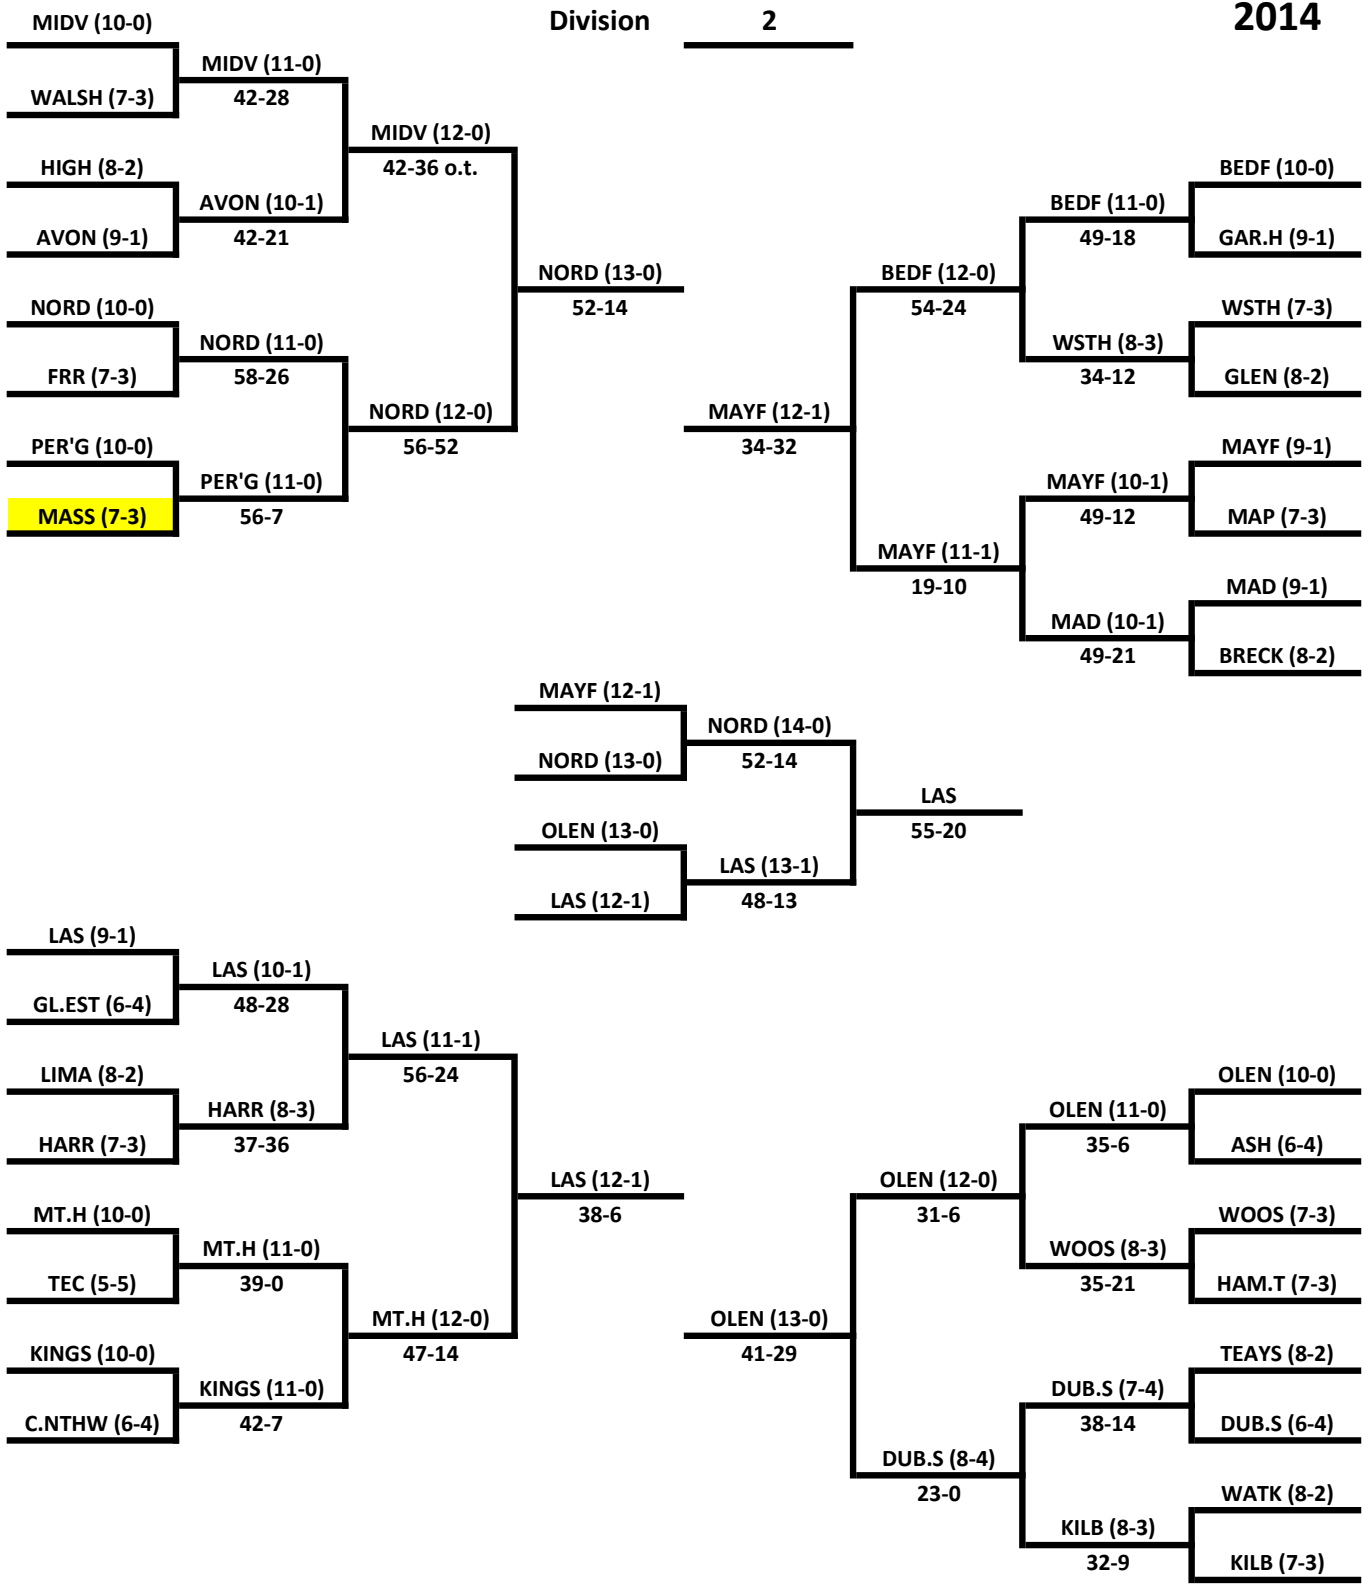 Division 2
2014
MIDV (10-0)
WALSH (7-3)
HIGH (8-2)
AVON (9-1)
NORD (10-0)
FRR (7-3)
PER'G (10-0)
MASS (7-3)
MIDV (11-0)
42-28
AVON (10-1)
42-21
NORD (11-0)
58-26
PER'G (11-0)
56-7
MIDV (12-0)
42-36 o.t.
NORD (12-0)
56-52
NORD (13-0)
52-14
MAYF (12-1)
34-32
BEDF (12-0)
54-24
MAYF (11-1)
19-10
BEDF (11-0)
49-18
WSTH (8-3)
34-12
MAYF (10-1)
49-12
MAD (10-1)
49-21
BEDF (10-0)
GAR.H (9-1)
WSTH (7-3)
GLEN (8-2)
MAYF (9-1)
MAP (7-3)
MAD (9-1)
BRECK (8-2)
MAYF (12-1)
NORD (13-0)
OLEN (13-0)
LAS (12-1)
NORD (14-0)
52-14
LAS (13-1)
48-13
LAS
55-20
LAS (9-1)
GL.EST (6-4)
LIMA (8-2)
HARR (7-3)
MT.H (10-0)
TEC (5-5)
KINGS (10-0)
C.NTHW (6-4)
LAS (10-1)
48-28
HARR (8-3)
37-36
MT.H (11-0)
39-0
KINGS (11-0)
42-7
LAS (11-1)
56-24
MT.H (12-0)
47-14
LAS (12-1)
38-6
OLEN (13-0)
41-29
OLEN (12-0)
31-6
DUB.S (8-4)
23-0
OLEN (11-0)
35-6
WOOS (8-3)
35-21
DUB.S (7-4)
38-14
KILB (8-3)
32-9
OLEN (10-0)
ASH (6-4)
WOOS (7-3)
HAM.T (7-3)
TEAYS (8-2)
DUB.S (6-4)
WATK (8-2)
KILB (7-3)